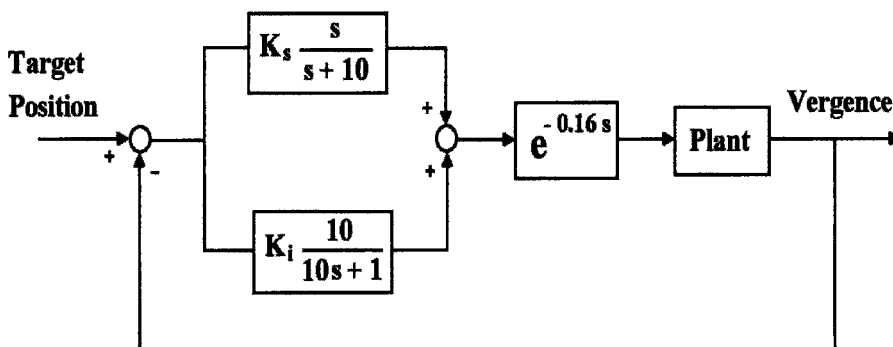 Target
Position
+
-
K_s s
s + 10
K_i 10
10s + 1
+
+
e^{-0.16 s}
Plant
Vergence